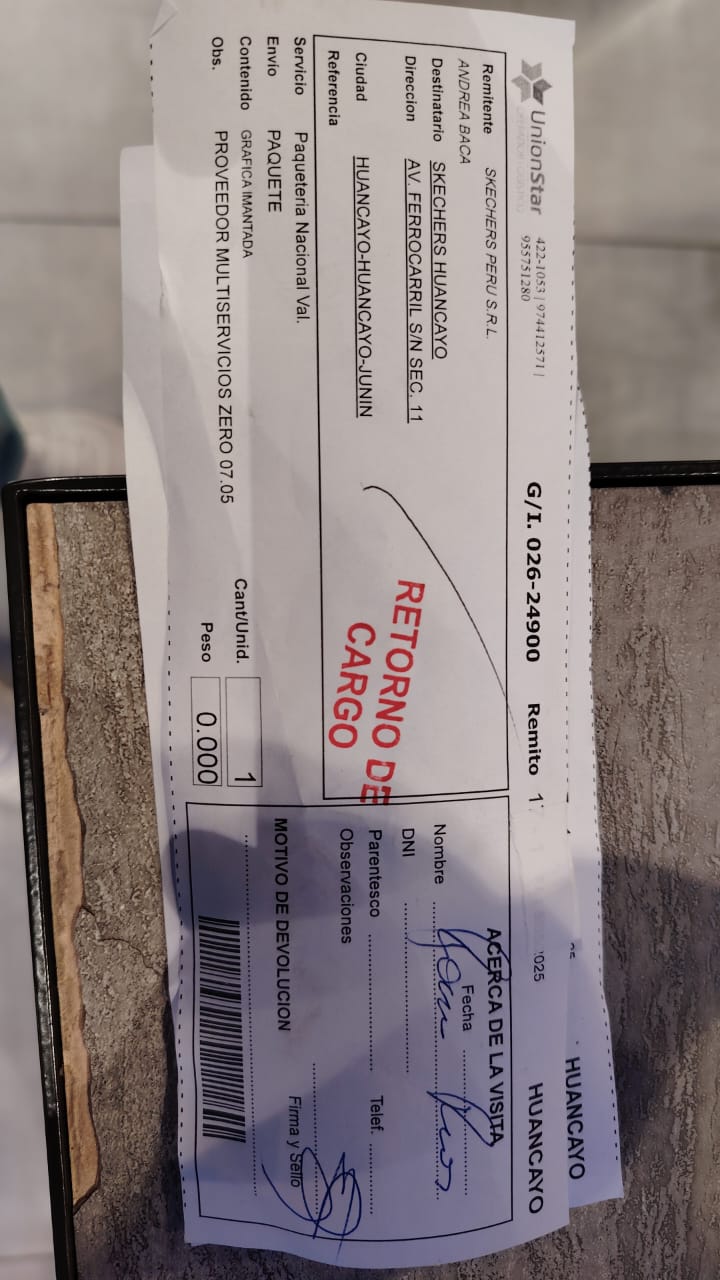 UnionStar
422-1053 | 974412571 |
955751280
G/I. 026-24900 Remito 1
025 HUANCAYO
HUANCAYO
Remitente SKECHERS PERU S.R.L.
ANDREA BACA
Destinatario SKECHERS HUANCAYO
Direccion AV. FERROCARRIL S/N SEC. 11
Ciudad HUANCAYO-HUANCAYO-JUNIN
Referencia
RETORNO DE
CARGO
Servicio Paqueteria Nacional Val.
Envio PAQUETE
Contenido GRAFICA IMANTADA
Obs. PROVEEDOR MULTISERVICIOS ZERO 07.05
Cant/Unid. 1
Peso 0.000
ACERCA DE LA VISITA
Fecha
Nombre
DNI
Parentesco Telef.
Observaciones
MOTIVO DE DEVOLUCION
Firma y Sello